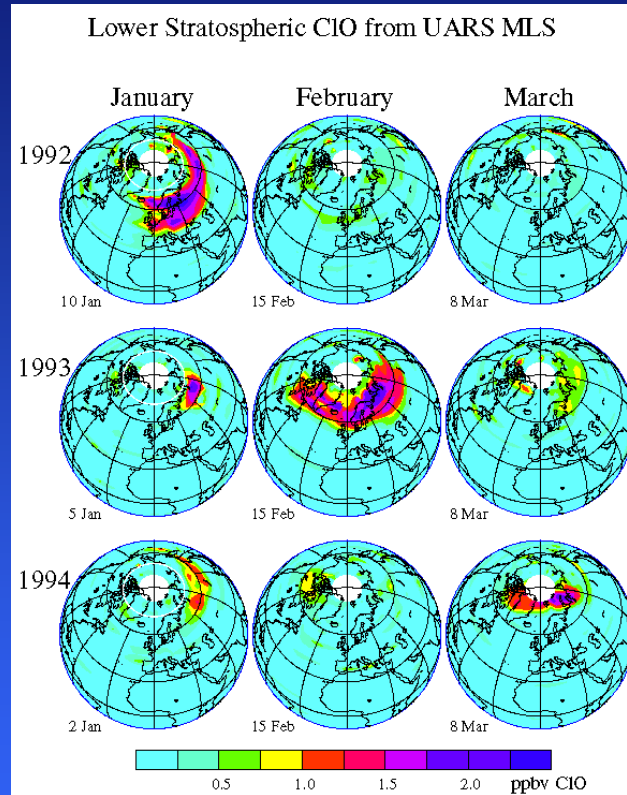 Lower Stratospheric ClO from UARS MLS
January February March
1992
10 Jan 15 Feb 8 Mar
1993
5 Jan 15 Feb 8 Mar
1994
2 Jan 15 Feb 8 Mar
0.5 1.0 1.5 2.0 ppbv ClO